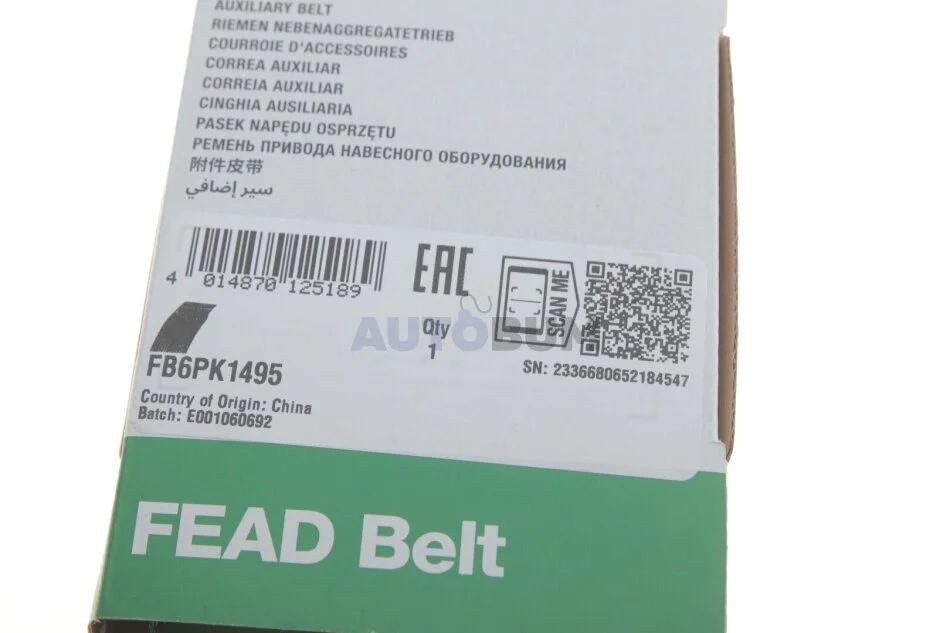 AUXILIARY BELT
RIEMEN NEBENAGGREGATETRIEB
COURROIE D'ACCESSOIRES
CORREA AUXILIAR
CORREIA AUXILIAR
CINGHIA AUSILIARIA
PASEK NAPĘDU OSPRZĘTU
РЕМЕНЬ ПРИВОДА НАВЕСНОГО ОБОРУДОВАНИЯ
附件皮带
سير إضافي
4 014870 125189
EAC
Qty
1
SCAN ME
AUTOBUM
SN: 2336680652184547
FB6PK1495
Country of Origin: China
Batch: E001060692
FEAD Belt